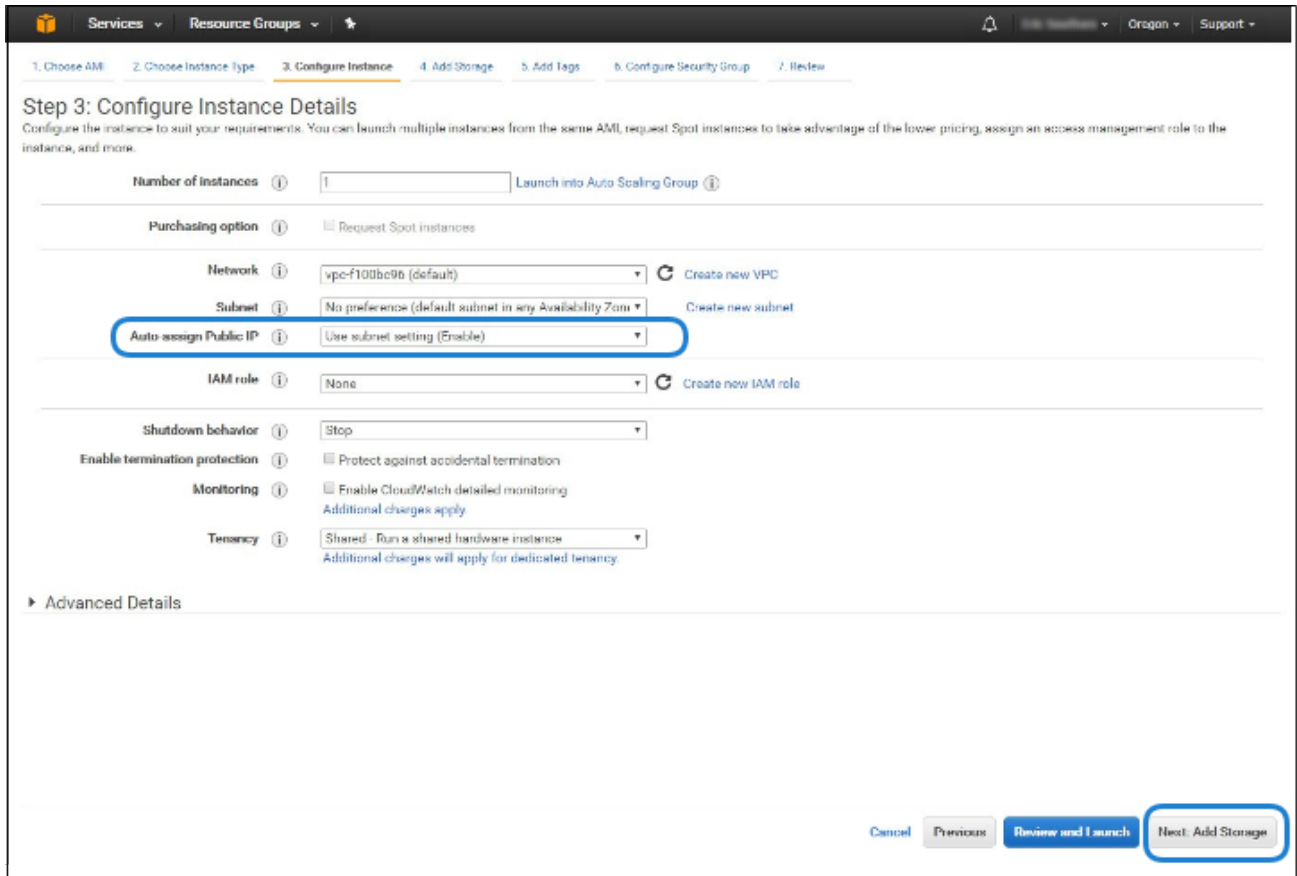 Services Resource Groups Oregon Support
1. Choose AMI 2. Choose Instance Type 3. Configure Instance 4. Add Storage 5. Add Tags 6. Configure Security Group 7. Review
Step 3: Configure Instance Details
Configure the instance to suit your requirements. You can launch multiple instances from the same AMI, request Spot instances to take advantage of the lower pricing, assign an access management role to the
instance, and more.
Number of instances 1 Launch into Auto Scaling Group
Purchasing option Request Spot instances
Network vpc-f100bc96 (default) Create new VPC
Subnet No preference (default subnet in any Availability Zon Create new subnet
Auto-assign Public IP Use subnet setting (Enable)
IAM role None Create new IAM role
Shutdown behavior Stop
Enable termination protection Protect against accidental termination
Monitoring Enable CloudWatch detailed monitoring
Additional charges apply.
Tenancy Shared - Run a shared hardware instance
Additional charges will apply for dedicated tenancy.
Advanced Details
Cancel Previous Review and Launch Next: Add Storage